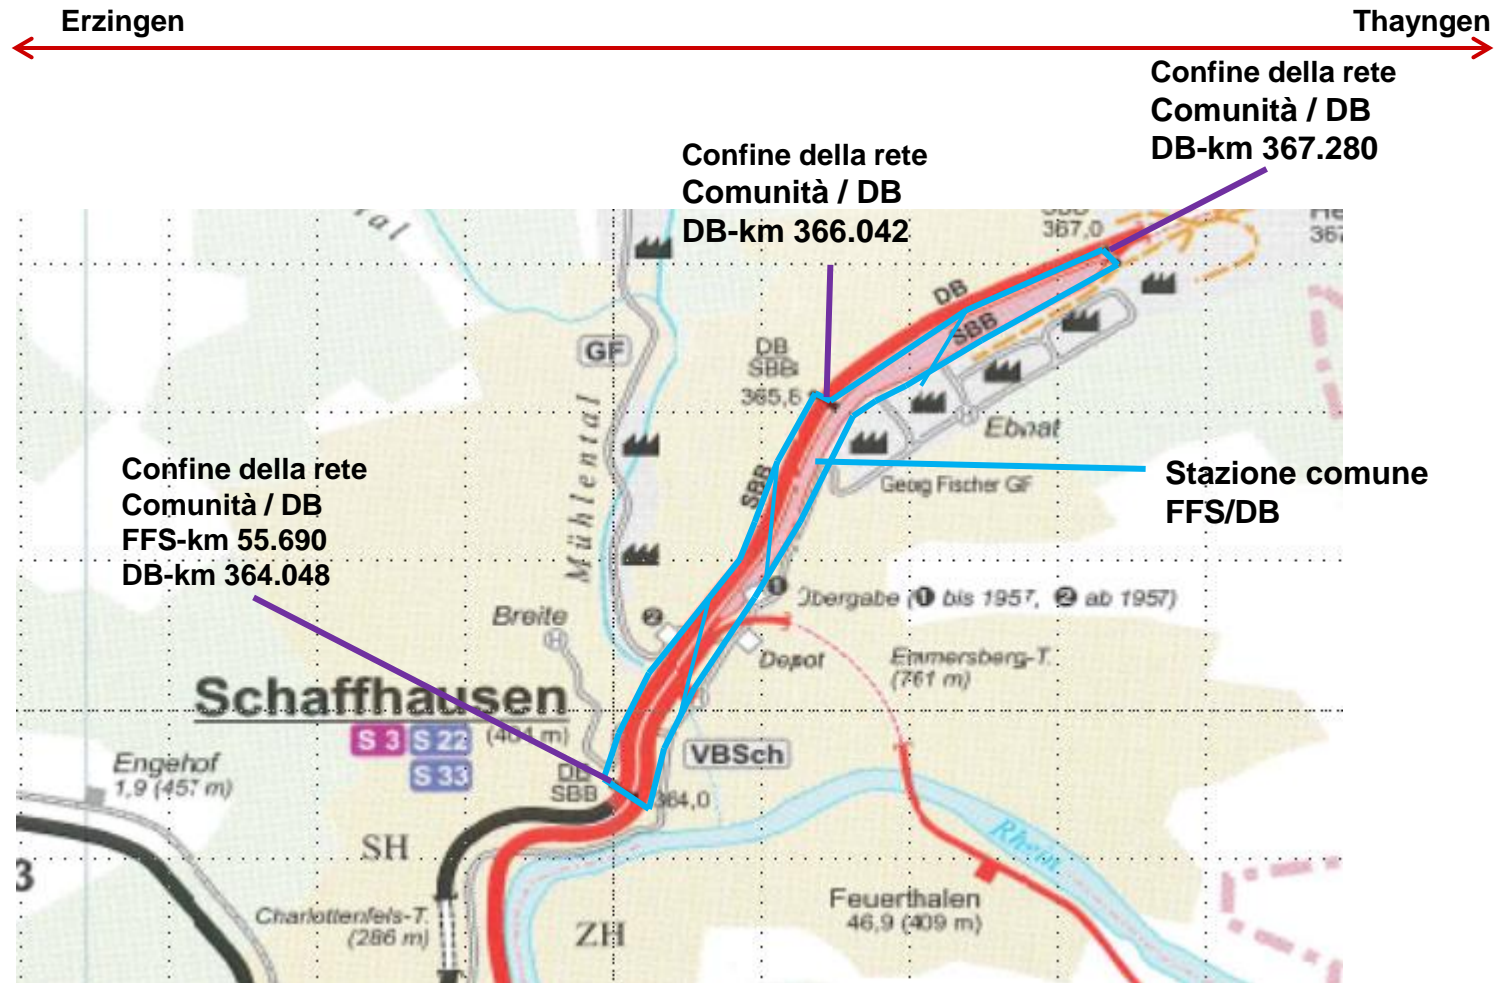 Erzingen
Thayngen
Confine della rete
Comunità / DB
DB-km 367.280
Confine della rete
Comunità / DB
DB-km 366.042
367,0
DB
SBB
GF
DB
SBB
365,6
Mühlental
Ebnat
SBB
Georg Fischer GF
Stazione comune
FFS/DB
Confine della rete
Comunità / DB
FFS-km 55.690
DB-km 364.048
Übergabe (❶ bis 1957, ❷ ab 1957)
Breite
Depot
Emmersberg-T.
(761 m)
Schaffhausen
(404 m)
S 3 S 22
S 33
VBSch
Engehof
1,9 (457 m)
DB
SBB
364,0
SH
Rhein
3
Charlottenfels-T.
(286 m)
ZH
Feuerthalen
46,9 (409 m)